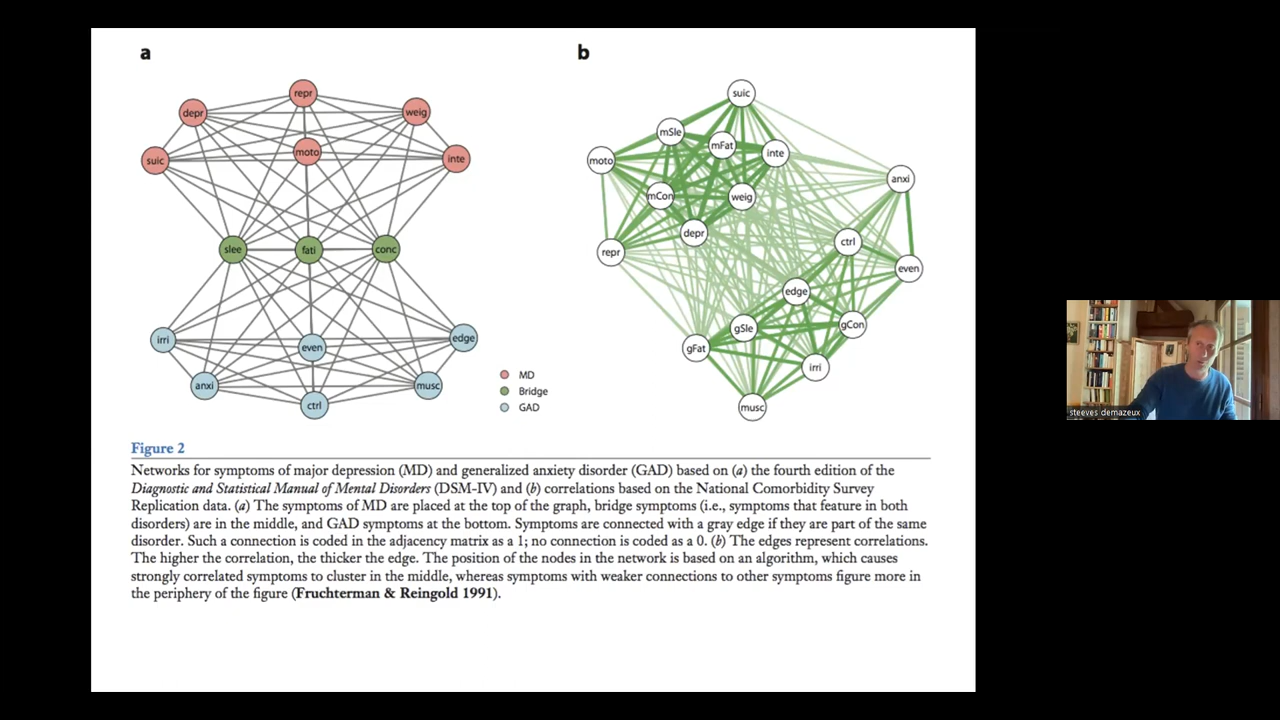 a
b
repr
depr
weig
suic
moto
inte
slee
fati
conc
irri
even
edge
anxi
musc
ctrl
MD
Bridge
GAD
suic
mSle
mFat
inte
moto
anxi
mCon
weig
depr
ctrl
repr
even
edge
gSle
gCon
gFat
irri
musc
steeves demazeux
Figure 2
Networks for symptoms of major depression (MD) and generalized anxiety disorder (GAD) based on (a) the fourth edition of the
Diagnostic and Statistical Manual of Mental Disorders (DSM-IV) and (b) correlations based on the National Comorbidity Survey
Replication data. (a) The symptoms of MD are placed at the top of the graph, bridge symptoms (i.e., symptoms that feature in both
disorders) are in the middle, and GAD symptoms at the bottom. Symptoms are connected with a gray edge if they are part of the same
disorder. Such a connection is coded in the adjacency matrix as a 1; no connection is coded as a 0. (b) The edges represent correlations.
The higher the correlation, the thicker the edge. The position of the nodes in the network is based on an algorithm, which causes
strongly correlated symptoms to cluster in the middle, whereas symptoms with weaker connections to other symptoms figure more in
the periphery of the figure (Fruchterman & Reingold 1991).